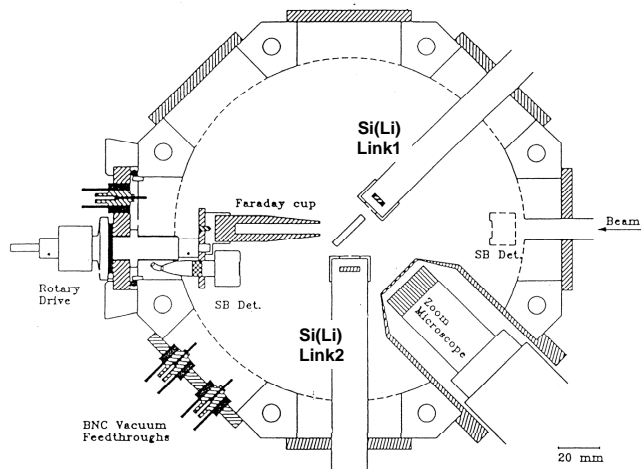 Si(Li)
Link1
Faraday cup
Beam
SB Det.
Rotary
Drive
SB Det.
Zoom
Microscope
Si(Li)
Link2
BNC Vacuum
Feedthroughs
20 mm